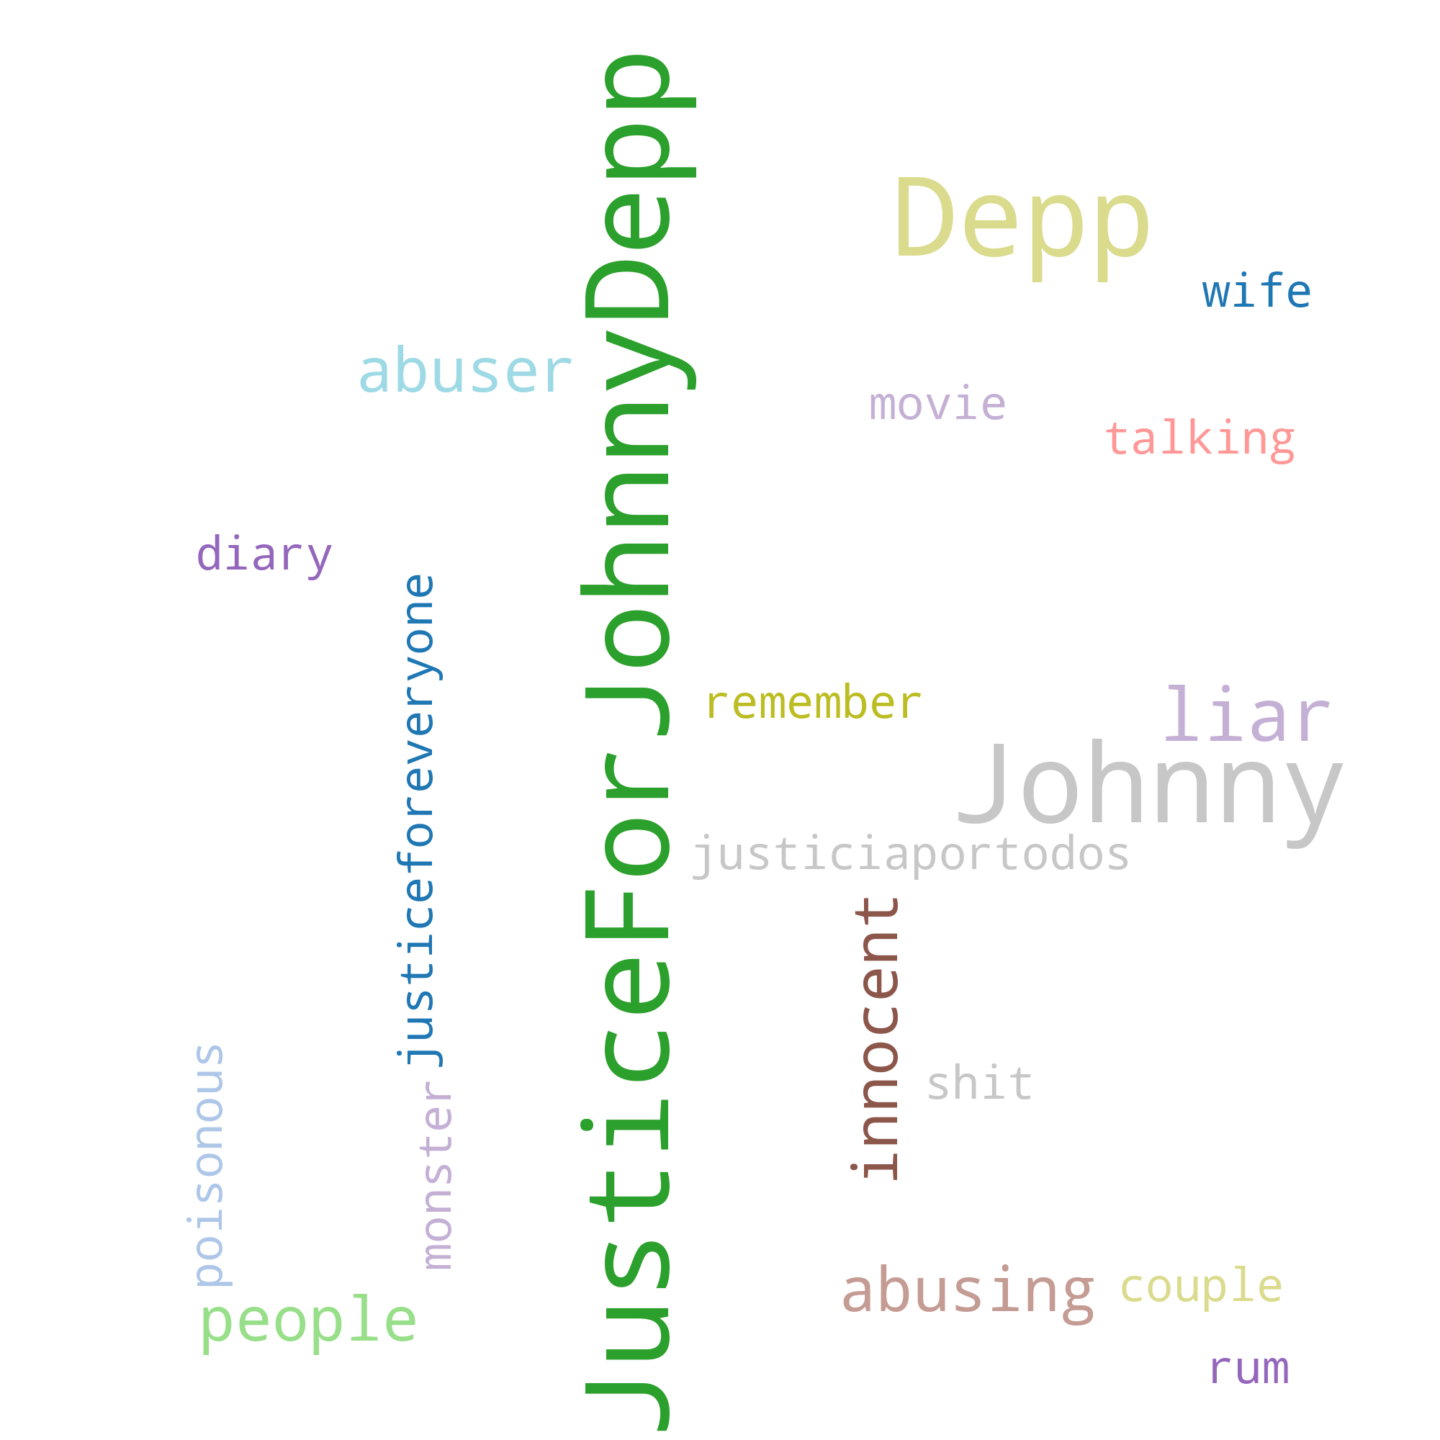 JusticeForJohnnyDepp
Depp
wife
abuser
movie
talking
diary
justiceforeveryone
remember
liar
Johnny
justiciaportodos
innocent
poisonous
shit
monster
abusing
couple
people
rum